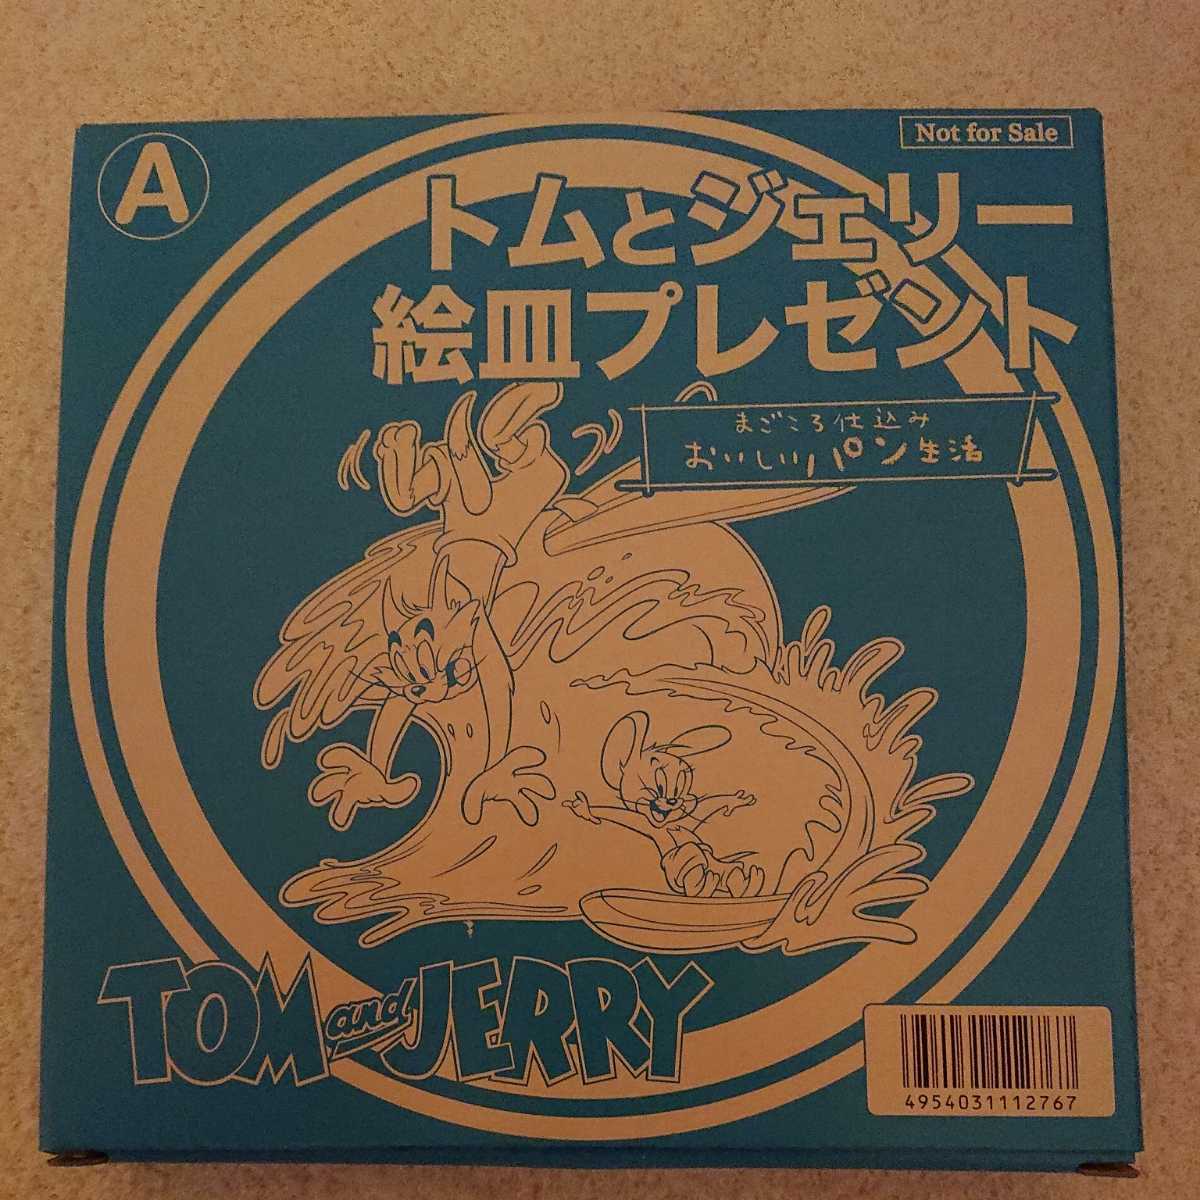 A
Not for Sale
トムとジェリー
絵皿プレゼント
まごころ仕込み
おいしいパン生活
TOM and JERRY
4954031112767